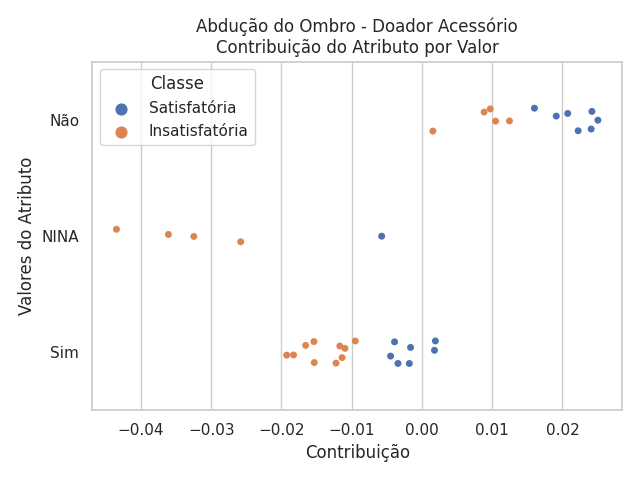 Abdução do Ombro - Doador Acessório
Contribuição do Atributo por Valor
Classe
Satisfatória
Insatisfatória
Valores do Atributo
Não
NINA
Sim
−0.04 −0.03 −0.02 −0.01 0.00 0.01 0.02
Contribuição